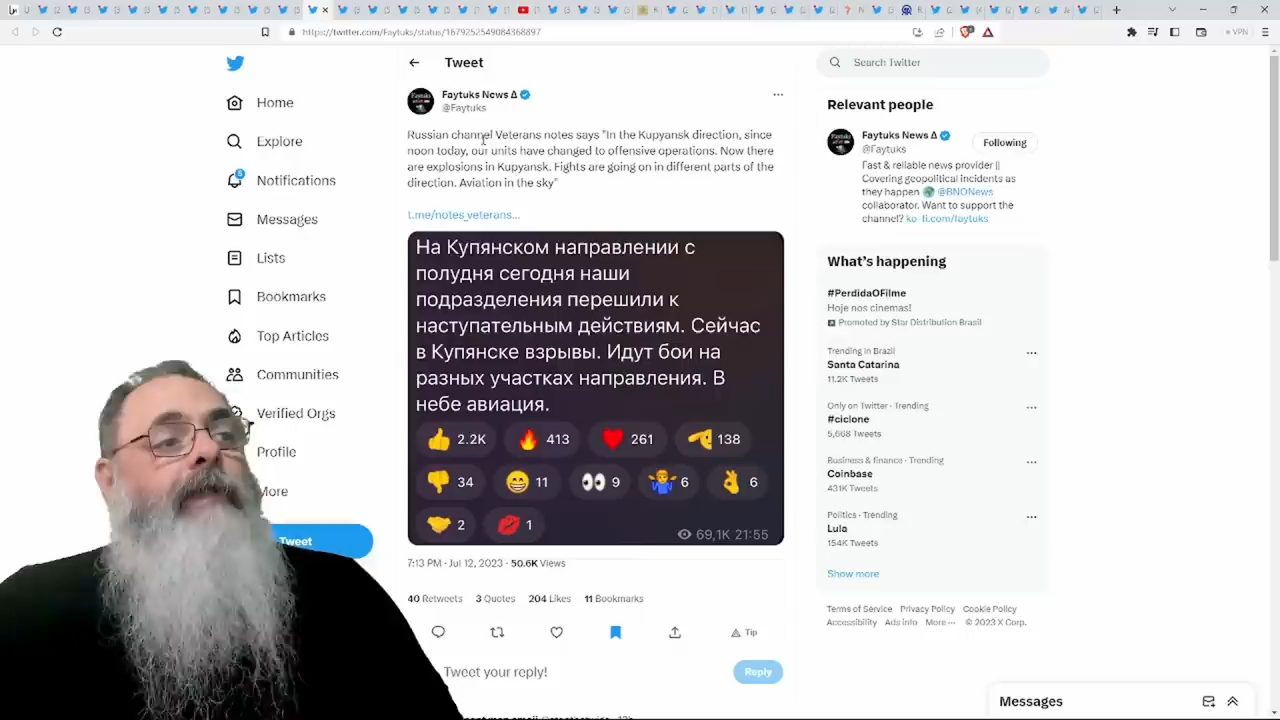 https://twitter.com/Faytuks/status/1679252549084368897
VPN
Home
Explore
6
Notifications
Messages
Lists
Bookmarks
Top Articles
Communities
Verified Orgs
Profile
More
Tweet
Tweet
Faytuks News Δ
@Faytuks
Russian channel Veterans notes says "In the Kupyansk direction, since
noon today, our units have changed to offensive operations. Now there
are explosions in Kupyansk. Fights are going on in different parts of the
direction. Aviation in the sky"
t.me/notes_veterans…
На Купянском направлении с
полудня сегодня наши
подразделения перешили к
наступательным действиям. Сейчас
в Купянске взрывы. Идут бои на
разных участках направления. В
небе авиация.
2.2K 413 261 138
34 11 9 6 6
2 1
69,1K 21:55
7:13 PM · Jul 12, 2023 · 50.6K Views
40 Retweets 3 Quotes 204 Likes 11 Bookmarks
Tip
Tweet your reply!
Reply
Search Twitter
Relevant people
Faytuks News Δ
@Faytuks
Following
Fast & reliable news provider ||
Covering geopolitical incidents as
they happen @BNONews
collaborator. Want to support the
channel? ko-fi.com/faytuks
What's happening
#PerdidaOFilme
Hoje nos cinemas!
Promoted by Star Distribution Brasil
Trending in Brazil
Santa Catarina
11.2K Tweets
Only on Twitter · Trending
#ciclone
5,668 Tweets
Business & finance · Trending
Coinbase
431K Tweets
Politics · Trending
Lula
154K Tweets
Show more
Terms of Service Privacy Policy Cookie Policy
Accessibility Ads info More ··· © 2023 X Corp.
Messages